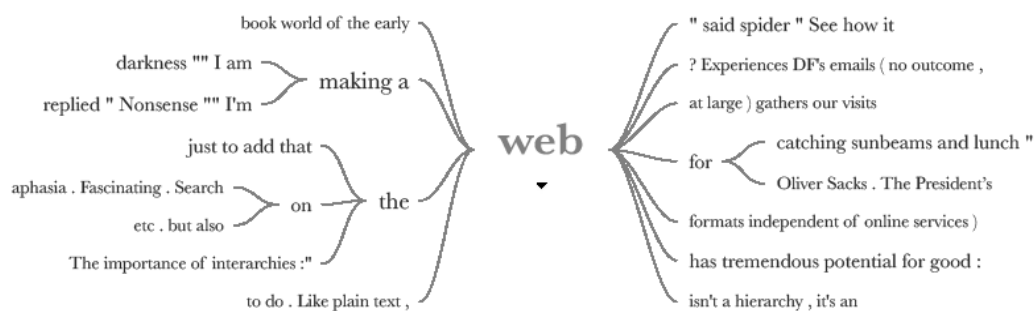 book world of the early
darkness "" I am
replied " Nonsense "" I'm
making a
just to add that
aphasia . Fascinating . Search
etc . but also
on
the
The importance of interarchies :"
to do . Like plain text ,
web
" said spider " See how it
? Experiences DF's emails ( no outcome ,
at large ) gathers our visits
for
catching sunbeams and lunch "
Oliver Sacks . The President's
formats independent of online services )
has tremendous potential for good :
isn't a hierarchy , it's an